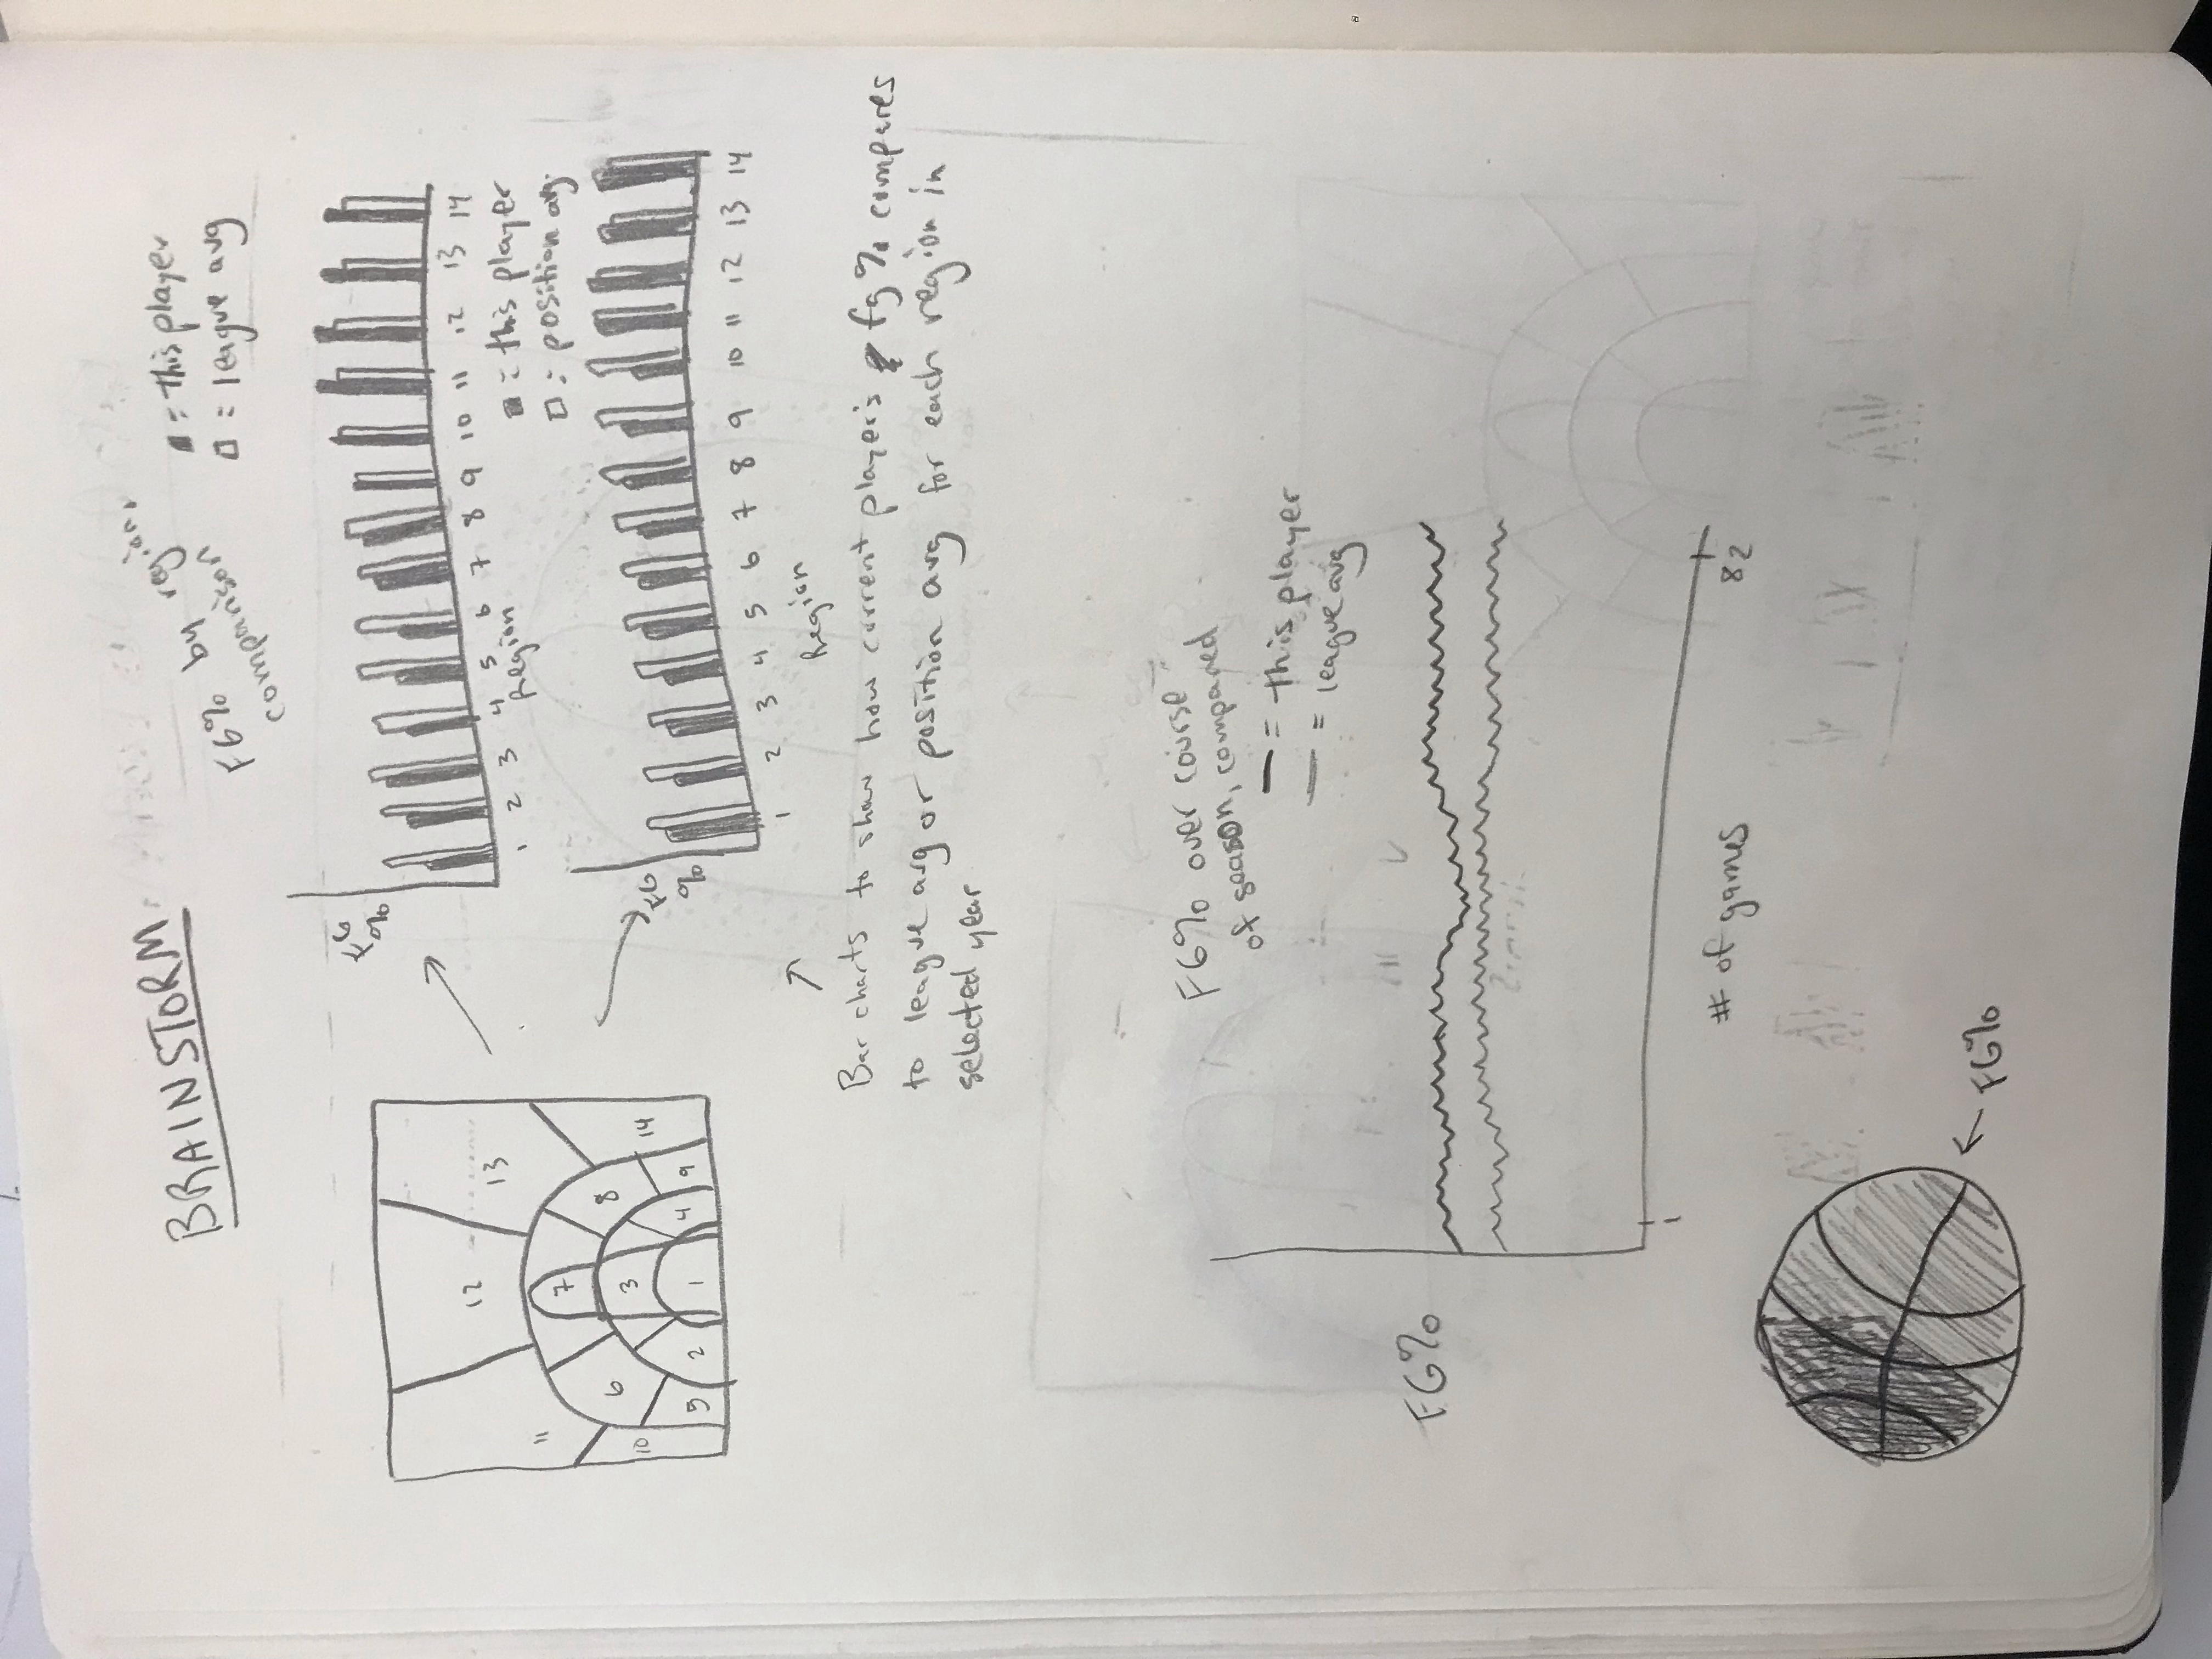 BRAINSTORM
FG% by region,
comparison
= this player
= league avg
FG
%
1 2 3 4 5 6 7 8 9 10 11 12 13 14
Region
11 12 13
7
6 8
10 3 14
5 2 1 4 9
= this player
= position avg.
FG
%
1 2 3 4 5 6 7 8 9 10 11 12 13 14
Region
Bar charts to show how current player's fg% compares
to league avg or position avg for each region in
selected year
FG% over course
of season, compared
= this player
= league avg
FG%
1 82
# of games
FG%